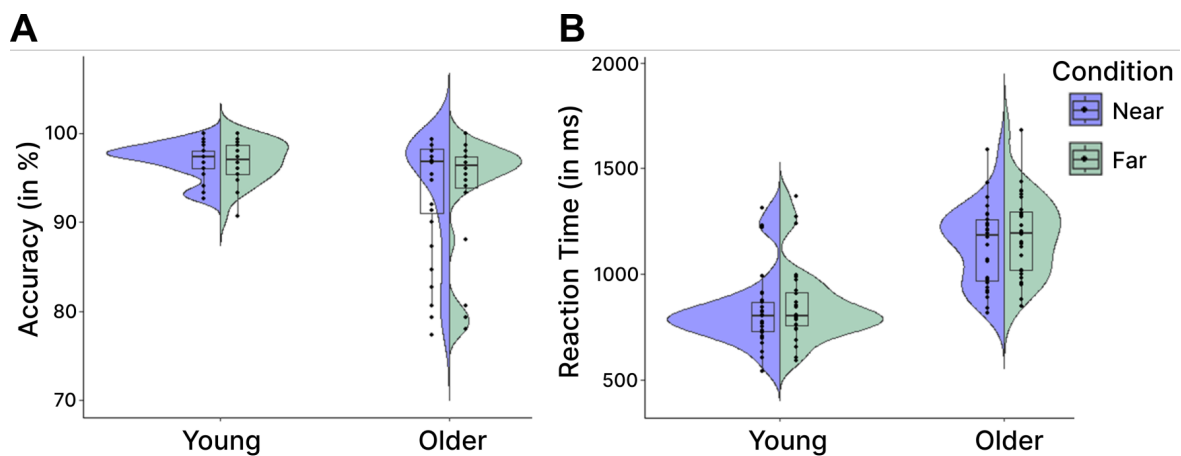 A
B
Accuracy (in %)
100
90
80
70
Young
Older
Reaction Time (in ms)
2000
1500
1000
500
Young
Older
Condition
Near
Far